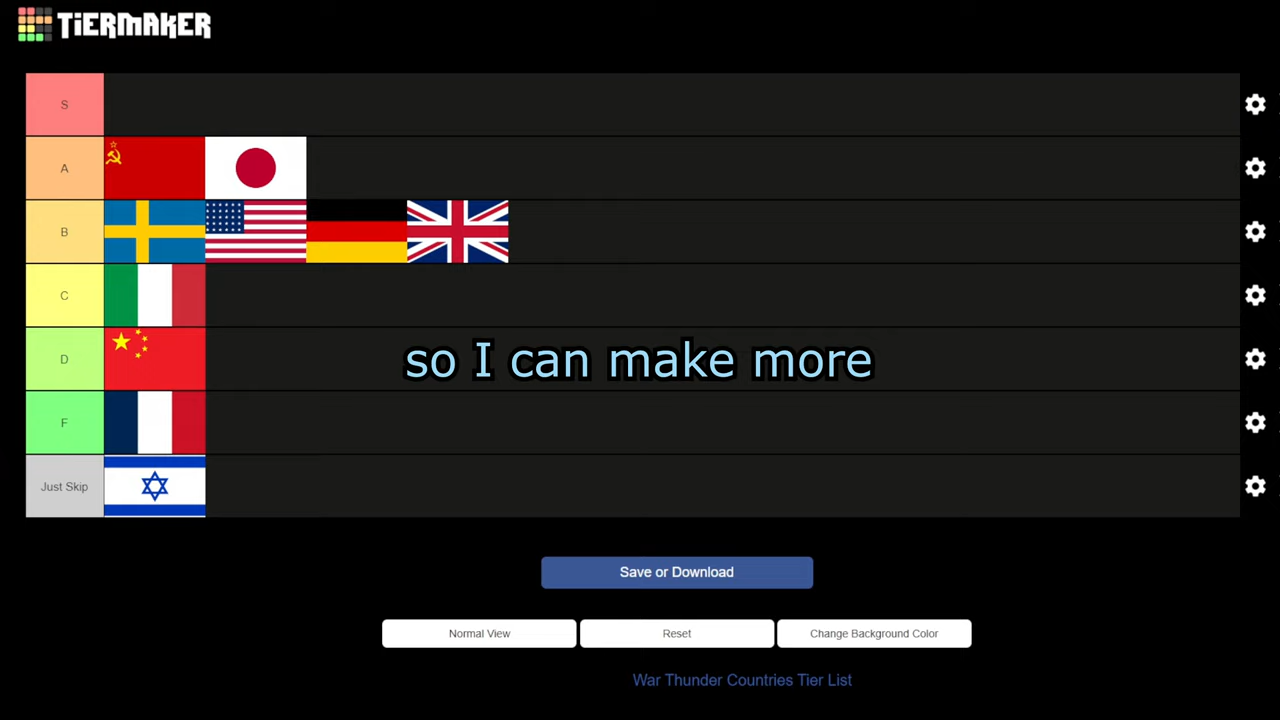 TIERMAKER
S
A
B
C
D
so I can make more
F
Just Skip
Save or Download
Normal View
Reset
Change Background Color
War Thunder Countries Tier List